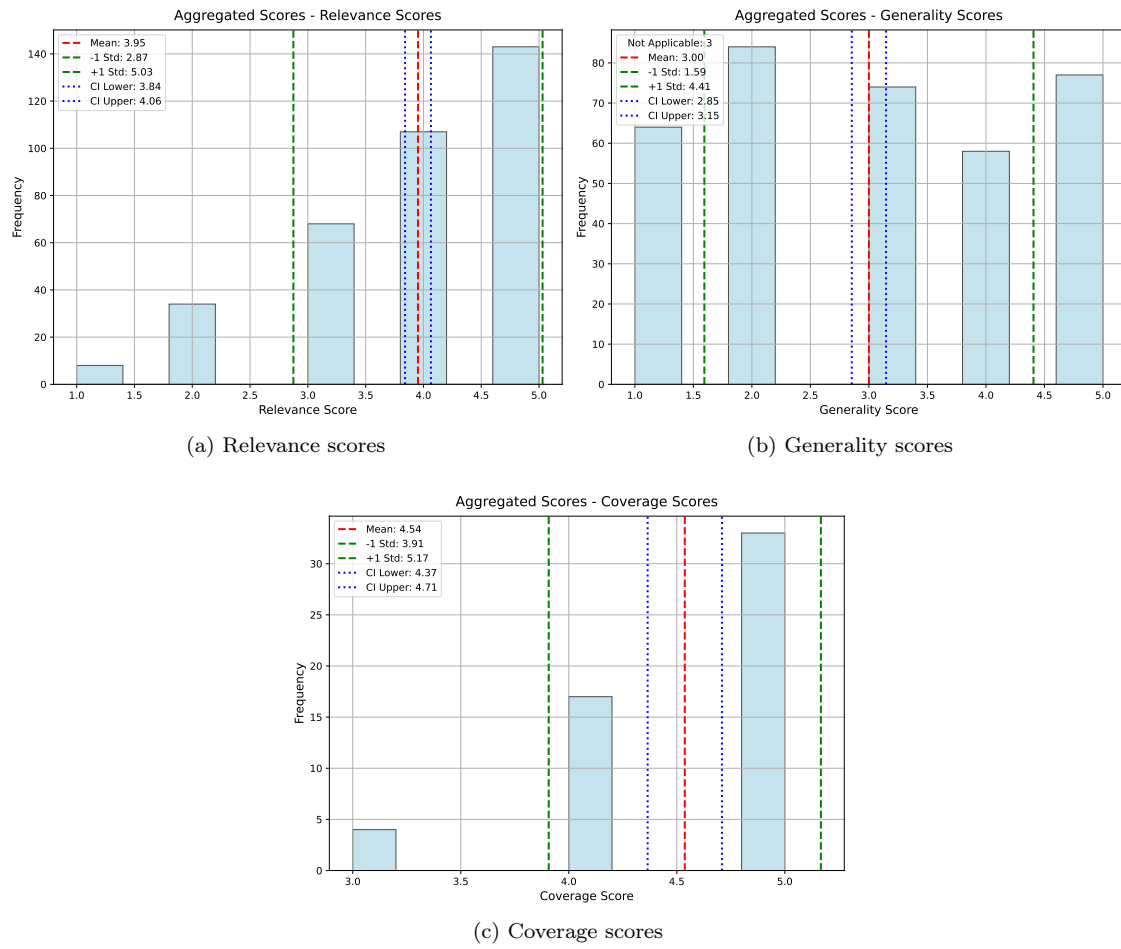 Aggregated Scores - Relevance Scores
Mean: 3.95
-1 Std: 2.87
+1 Std: 5.03
CI Lower: 3.84
CI Upper: 4.06
Frequency
140
120
100
80
60
40
20
0
1.0 1.5 2.0 2.5 3.0 3.5 4.0 4.5 5.0
Relevance Score
(a) Relevance scores
Aggregated Scores - Generality Scores
Not Applicable: 3
Mean: 3.00
-1 Std: 1.59
+1 Std: 4.41
CI Lower: 2.85
CI Upper: 3.15
Frequency
80
70
60
50
40
30
20
10
0
1.0 1.5 2.0 2.5 3.0 3.5 4.0 4.5 5.0
Generality Score
(b) Generality scores
Aggregated Scores - Coverage Scores
Mean: 4.54
-1 Std: 3.91
+1 Std: 5.17
CI Lower: 4.37
CI Upper: 4.71
Frequency
30
25
20
15
10
5
0
3.0 3.5 4.0 4.5 5.0
Coverage Score
(c) Coverage scores